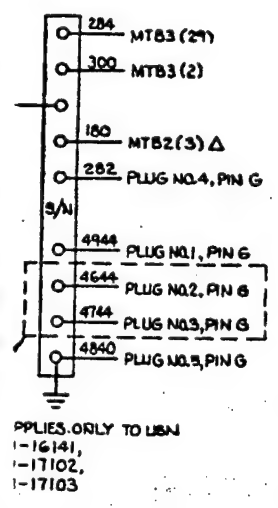 284 MTB3(29)
300 MTB3(2)
180 MTB2(3) Δ
282 PLUG NO.4, PIN G
S/N
4944 PLUG NO.1, PIN G
4644 PLUG NO.2, PIN G
4744 PLUG NO.3, PIN G
4840 PLUG NO.5, PIN G
PPLIES ONLY TO USN
1-16141,
1-17102,
1-17103